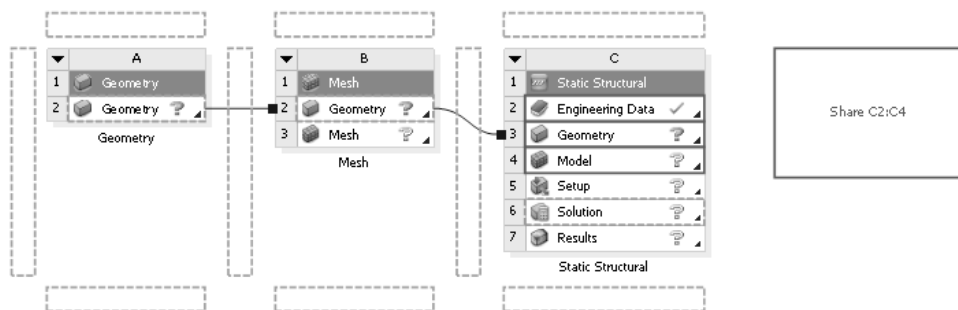 A
1 Geometry
2 Geometry ?
Geometry
B
1 Mesh
2 Geometry ?
3 Mesh ?
Mesh
C
1 Static Structural
2 Engineering Data ✓
3 Geometry ?
4 Model ?
5 Setup ?
6 Solution ?
7 Results ?
Static Structural
Share C2:C4